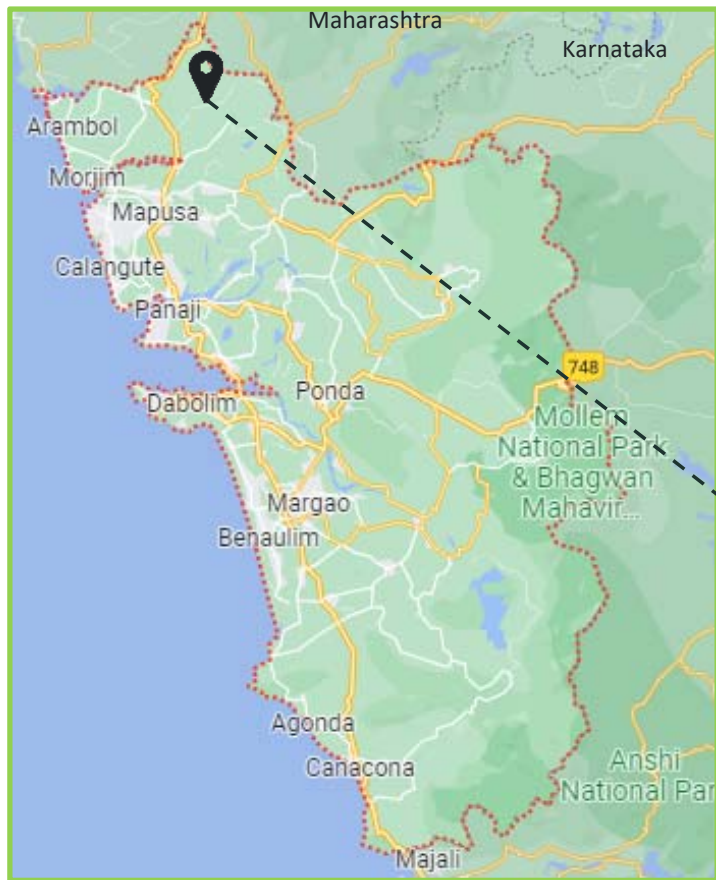 Maharashtra
Karnataka
Arambol
Morjim
Mapusa
Calangute
Panaji
748
Dabolim
Ponda
Mollem
National Park
& Bhagwan
Mahavir...
Margao
Benaulim
Agonda
Canacona
Anshi
National Par
Majali